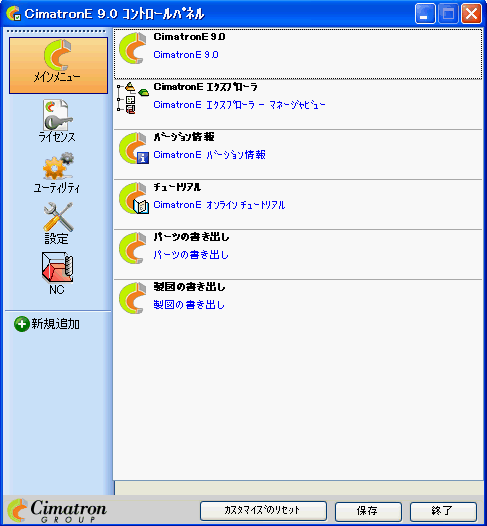 CimatronE 9.0 ｺﾝﾄﾛｰﾙﾊﾟﾈﾙ
ﾒｲﾝﾒﾆｭｰ
ﾗｲｾﾝｽ
ﾕｰﾃｨﾘﾃｨ
設定
NC
新規追加
CimatronE 9.0
CimatronE 9.0
CimatronE ｴｸｽﾌﾟﾛｰﾗ
CimatronE ｴｸｽﾌﾟﾛｰﾗ － ﾏﾈｰｼﾞｬﾋﾞｭｰ
ﾊﾞｰｼﾞｮﾝ情報
CimatronE ﾊﾞｰｼﾞｮﾝ情報
ﾁｭｰﾄﾘｱﾙ
CimatronE ｵﾝﾗｲﾝﾁｭｰﾄﾘｱﾙ
パーツの書き出し
パーツの書き出し
製図の書き出し
製図の書き出し
Cimatron
GROUP
ｶｽﾀﾏｲｽﾞのﾘｾｯﾄ
保存
終了